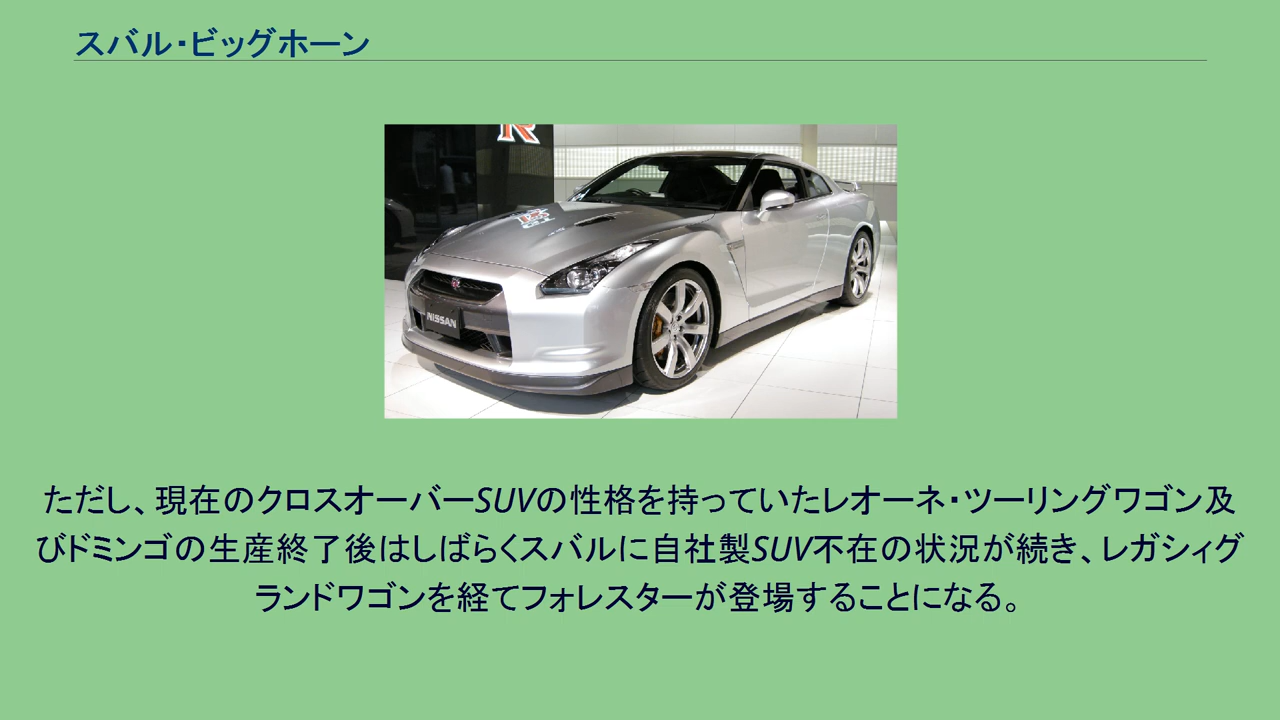 スバル・ビッグホーン
R
NISSAN
ただし、現在のクロスオーバーSUVの性格を持っていたレオーネ・ツーリングワゴン及
びドミンゴの生産終了後はしばらくスバルに自社製SUV不在の状況が続き、レガシィグ
ランドワゴンを経てフォレスターが登場することになる。